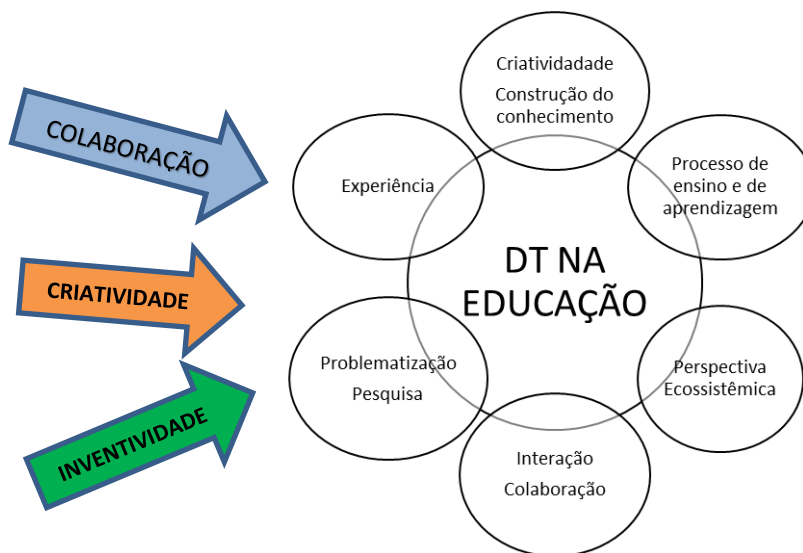 COLABORAÇÃO
CRIATIVIDADE
INVENTIVIDADE
Criatividadade
Construção do
conhecimento
Processo de
ensino e de
aprendizagem
Experiência
DT NA
EDUCAÇÃO
Problematização
Pesquisa
Perspectiva
Ecossistêmica
Interação
Colaboração